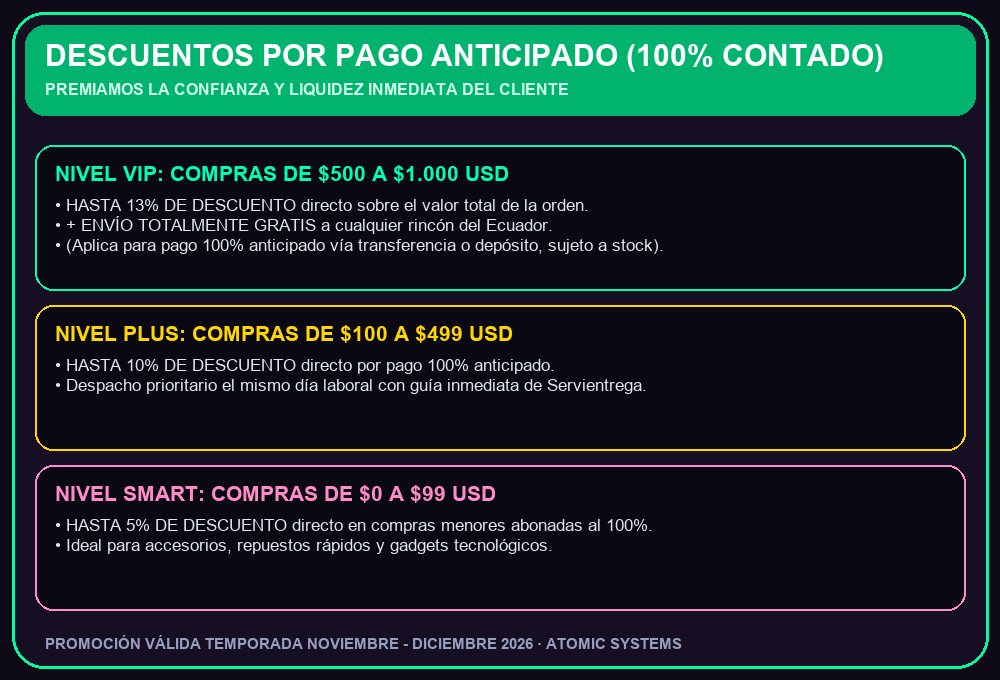 DESCUENTOS POR PAGO ANTICIPADO (100% CONTADO)
PREMIAMOS LA CONFIANZA Y LIQUIDEZ INMEDIATA DEL CLIENTE
NIVEL VIP: COMPRAS DE $500 A $1.000 USD
• HASTA 13% DE DESCUENTO directo sobre el valor total de la orden.
• + ENVÍO TOTALMENTE GRATIS a cualquier rincón del Ecuador.
• (Aplica para pago 100% anticipado vía transferencia o depósito, sujeto a stock).
NIVEL PLUS: COMPRAS DE $100 A $499 USD
• HASTA 10% DE DESCUENTO directo por pago 100% anticipado.
• Despacho prioritario el mismo día laboral con guía inmediata de Servientrega.
NIVEL SMART: COMPRAS DE $0 A $99 USD
• HASTA 5% DE DESCUENTO directo en compras menores abonadas al 100%.
• Ideal para accesorios, repuestos rápidos y gadgets tecnológicos.
PROMOCIÓN VÁLIDA TEMPORADA NOVIEMBRE - DICIEMBRE 2026 · ATOMIC SYSTEMS